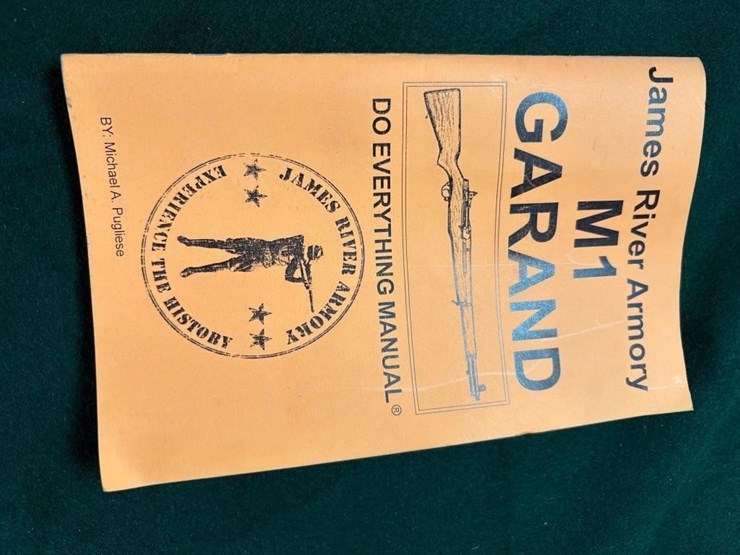 James River Armory
M1
GARAND
DO EVERYTHING MANUAL ®
JAMES RIVER ARMORY
EXPERIENCE THE HISTORY
BY: Michael A. Pugliese